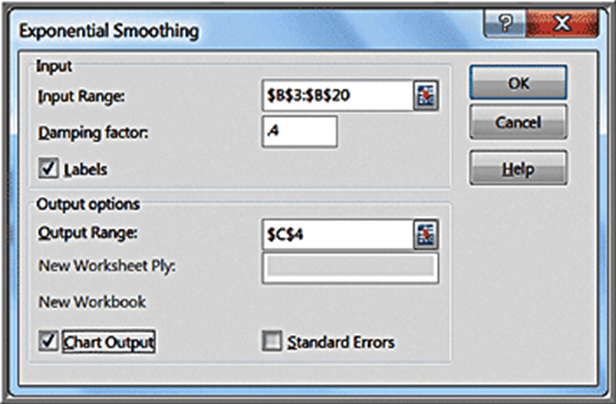 Exponential Smoothing
?
X
Input
Input Range:
$B$3:$B$20
Damping factor:
.4
Labels
Output options
Output Range:
$C$4
New Worksheet Ply:
New Workbook
Chart Output
Standard Errors
OK
Cancel
Help